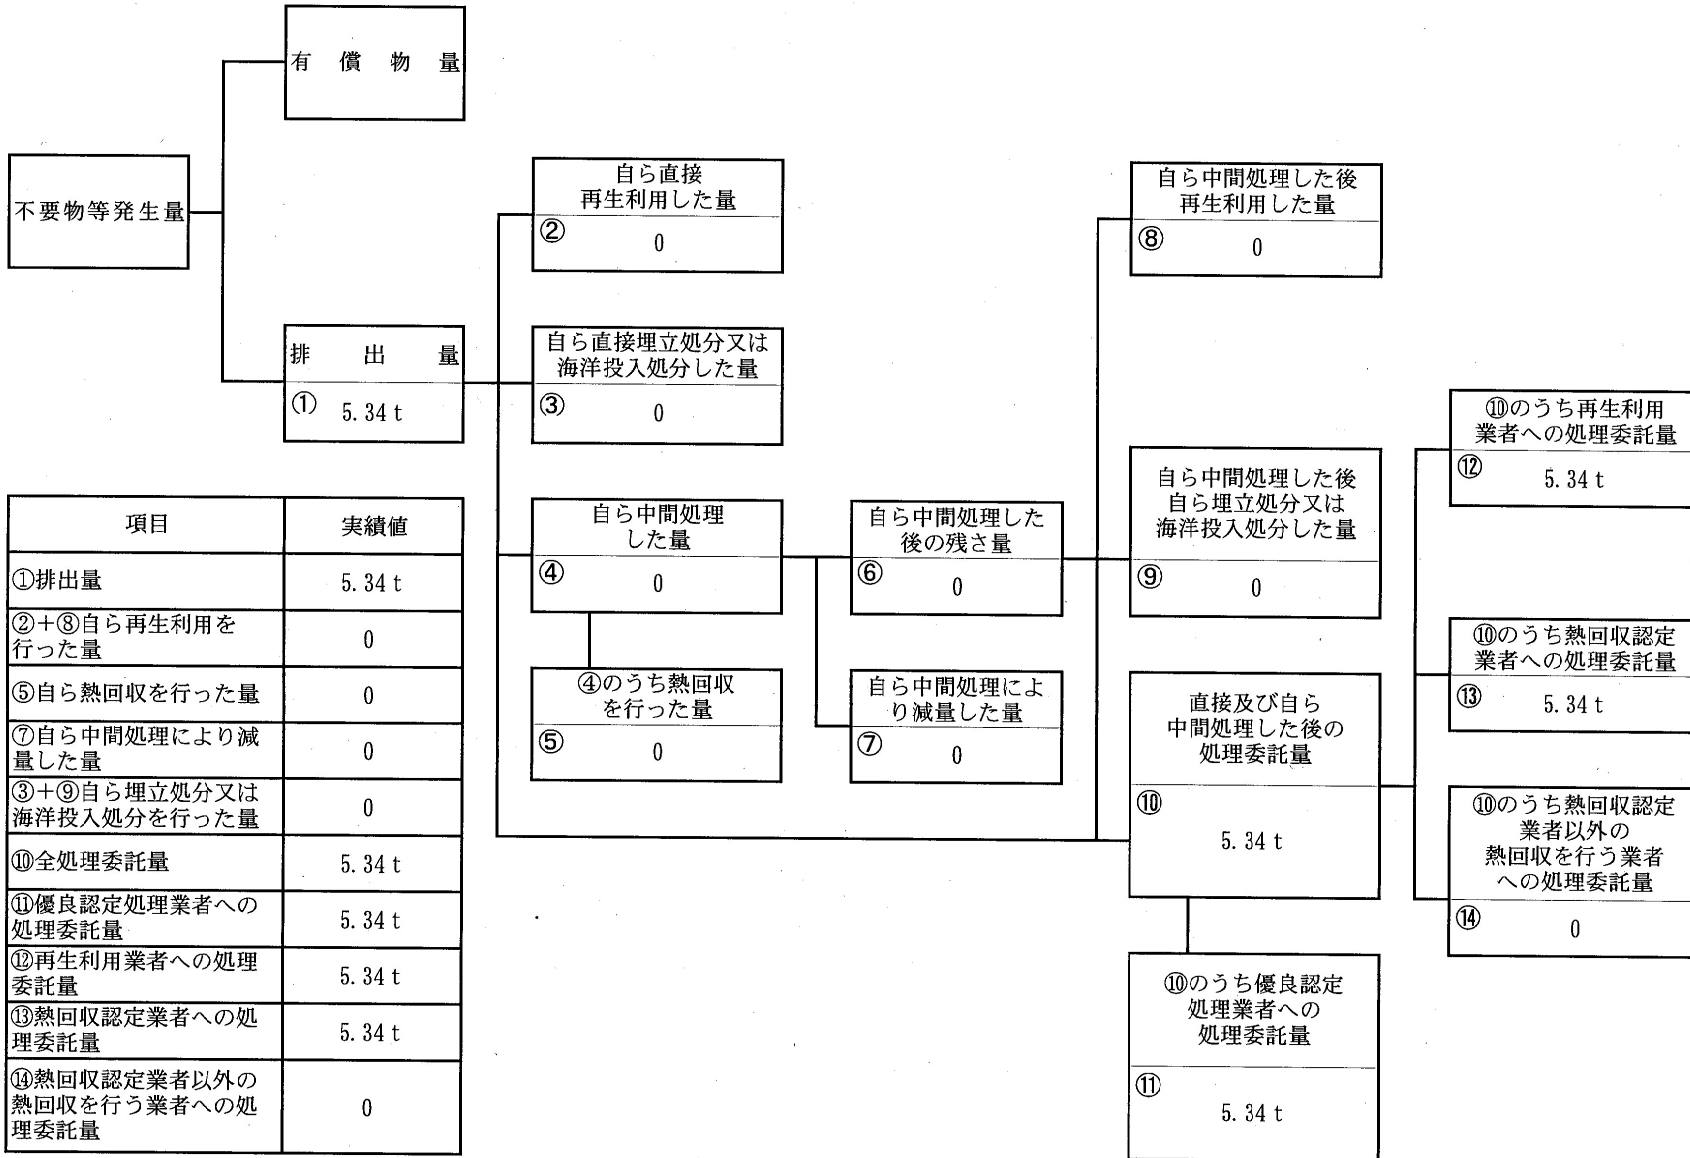 有償物量
不要物等発生量
排出量
① 5.34 t
自ら直接
再生利用した量
② 0
自ら直接埋立処分又は
海洋投入処分した量
③ 0
自ら中間処理
した量
④ 0
④のうち熱回収
を行った量
⑤ 0
自ら中間処理した
後の残さ量
⑥ 0
自ら中間処理によ
り減量した量
⑦ 0
自ら中間処理した後
再生利用した量
⑧ 0
自ら中間処理した後
自ら埋立処分又は
海洋投入処分した量
⑨ 0
直接及び自ら
中間処理した後の
処理委託量
⑩
5.34 t
⑩のうち優良認定
処理業者への
処理委託量
⑪
5.34 t
⑩のうち再生利用
業者への処理委託量
⑫ 5.34 t
⑩のうち熱回収認定
業者への処理委託量
⑬ 5.34 t
⑩のうち熱回収認定
業者以外の
熱回収を行う業者
への処理委託量
⑭ 0
項目 実績値
①排出量 5.34 t
②+⑧自ら再生利用を
行った量 0
⑤自ら熱回収を行った量 0
⑦自ら中間処理により減
量した量 0
③+⑨自ら埋立処分又は
海洋投入処分を行った量 0
⑩全処理委託量 5.34 t
⑪優良認定処理業者への
処理委託量 5.34 t
⑫再生利用業者への処理
委託量 5.34 t
⑬熱回収認定業者への処
理委託量 5.34 t
⑭熱回収認定業者以外の
熱回収を行う業者への処
理委託量 0